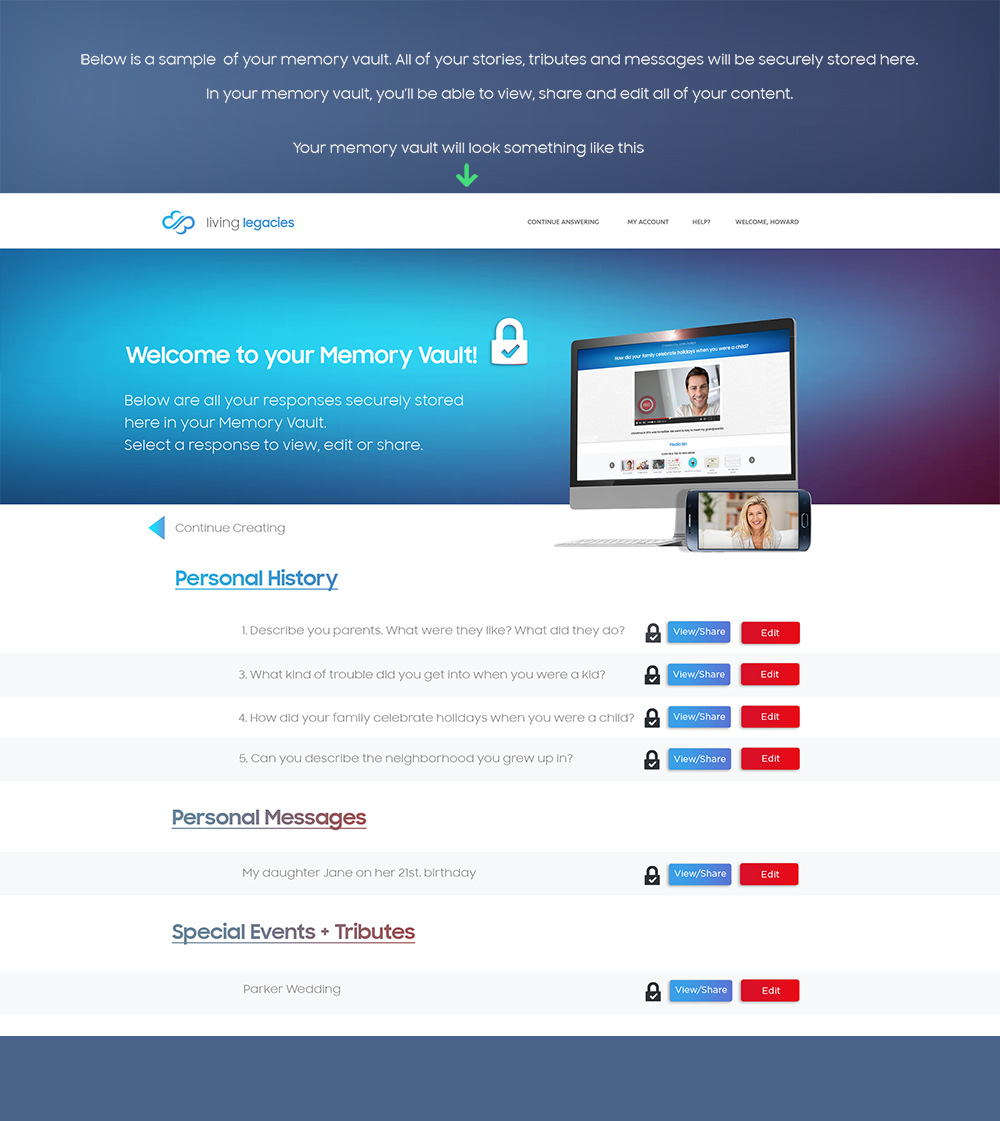 Below is a sample of your memory vault. All of your stories, tributes and messages will be securely stored here.
In your memory vault, you'll be able to view, share and edit all of your content.
Your memory vault will look something like this
living legacies
CONTINUE ANSWERING MY ACCOUNT HELP? WELCOME, HOWARD
Welcome to your Memory Vault!
Below are all your responses securely stored
here in your Memory Vault.
Select a response to view, edit or share.
How did your family celebrate holidays when you were a child?
REC
Media Bin
Continue Creating
Personal History
1. Describe you parents. What were they like? What did they do? View/Share Edit
3. What kind of trouble did you get into when you were a kid? View/Share Edit
4. How did your family celebrate holidays when you were a child? View/Share Edit
5. Can you describe the neighborhood you grew up in? View/Share Edit
Personal Messages
My daughter Jane on her 21st. birthday View/Share Edit
Special Events + Tributes
Parker Wedding View/Share Edit